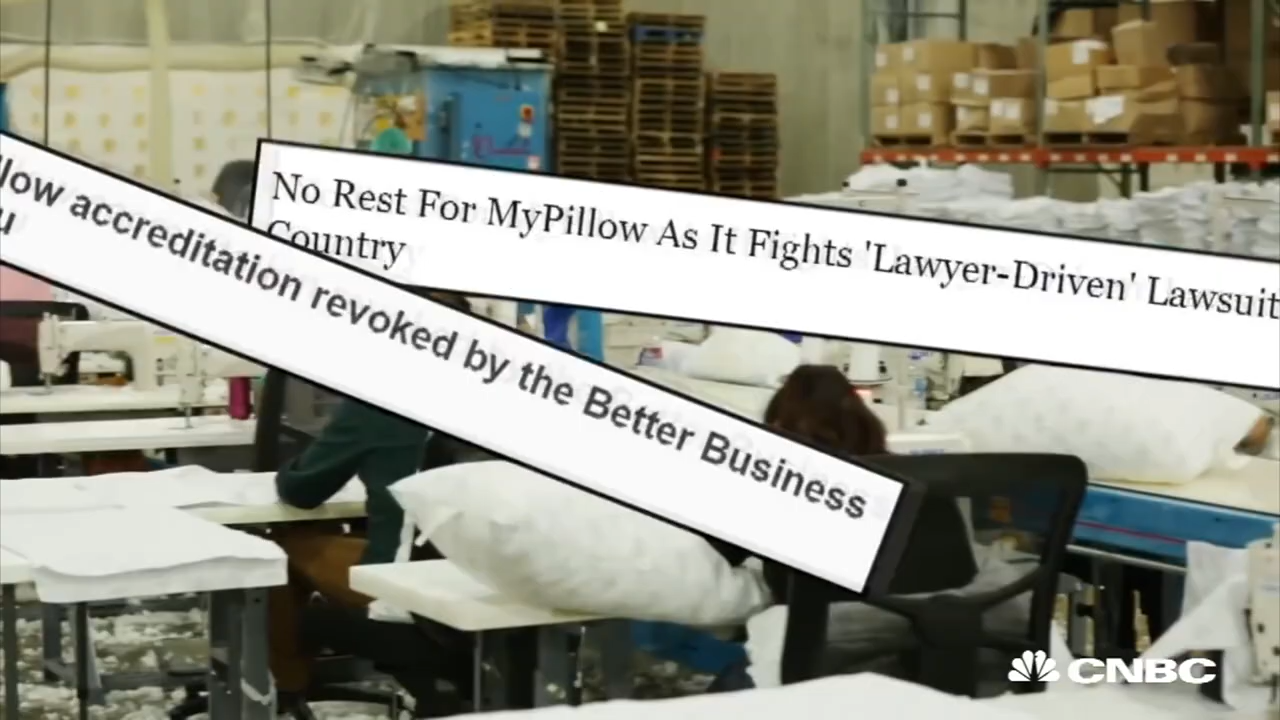 No Rest For MyPillow As It Fights 'Lawyer-Driven' Lawsuit
Country
llow accreditation revoked by the Better Business
u
CNBC